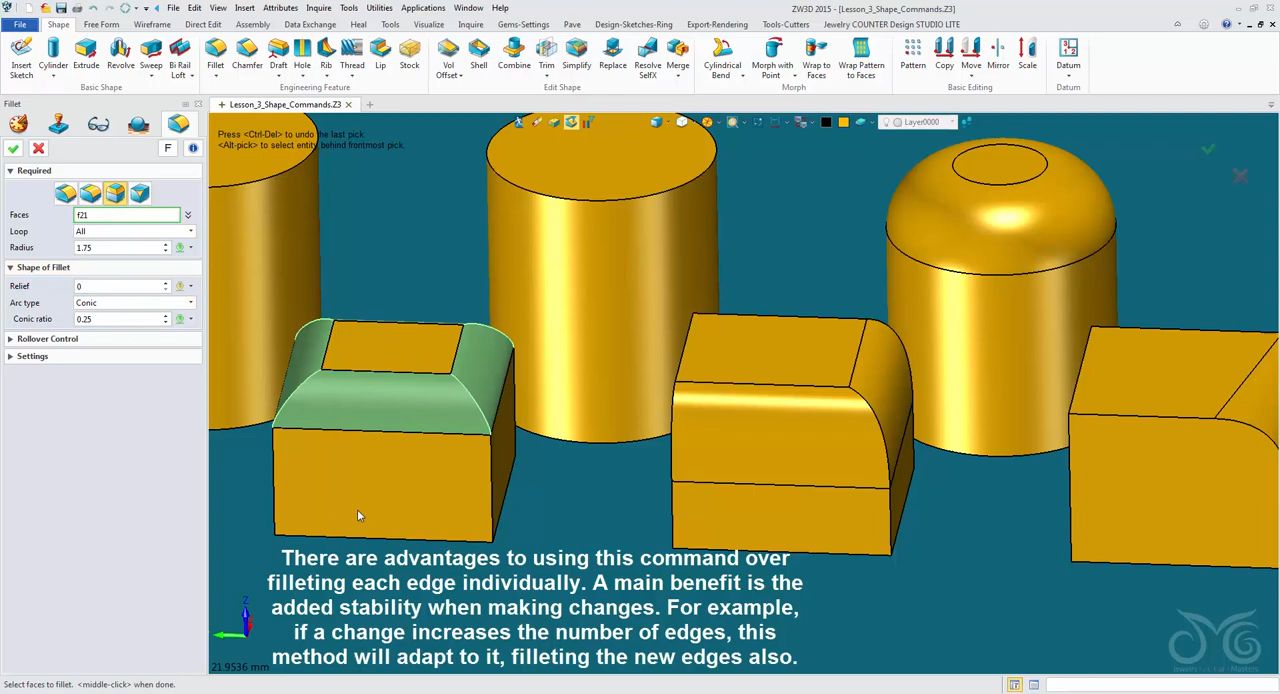 File Edit View Insert Attributes Inquire Tools Utilities Applications Window Help
ZW3D 2015 - [Lesson_3_Shape_Commands.Z3]
File Shape Free Form Wireframe Direct Edit Assembly Data Exchange Heal Tools Visualize Inquire Gems-Settings Pave Design-Sketches-Ring Export-Rendering Tools-Cutters Jewelry COUNTER Design STUDIO LITE
Insert Sketch Cylinder Extrude Revolve Sweep Bi Rail Loft Fillet Chamfer Draft Hole Rib Thread Lip Stock Vol Offset Shell Combine Trim Simplify Replace Resolve SelfX Merge Cylindrical Bend Morph with Point Wrap to Faces Wrap Pattern to Faces Pattern Copy Move Mirror Scale Datum
Basic Shape Engineering Feature Edit Shape Morph Basic Editing Datum
Fillet
Lesson_3_Shape_Commands.Z3
Press <Ctrl-Del> to undo the last pick.
<Alt-pick> to select entity behind frontmost pick.
Layer0000
F
Required
Faces f21
Loop All
Radius 1.75
Shape of Fillet
Relief 0
Arc type Conic
Conic ratio 0.25
Rollover Control
Settings
There are advantages to using this command over
filleting each edge individually. A main benefit is the
added stability when making changes. For example,
if a change increases the number of edges, this
method will adapt to it, filleting the new edges also.
Z
21.9536 mm
Select faces to fillet. <middle-click> when done.